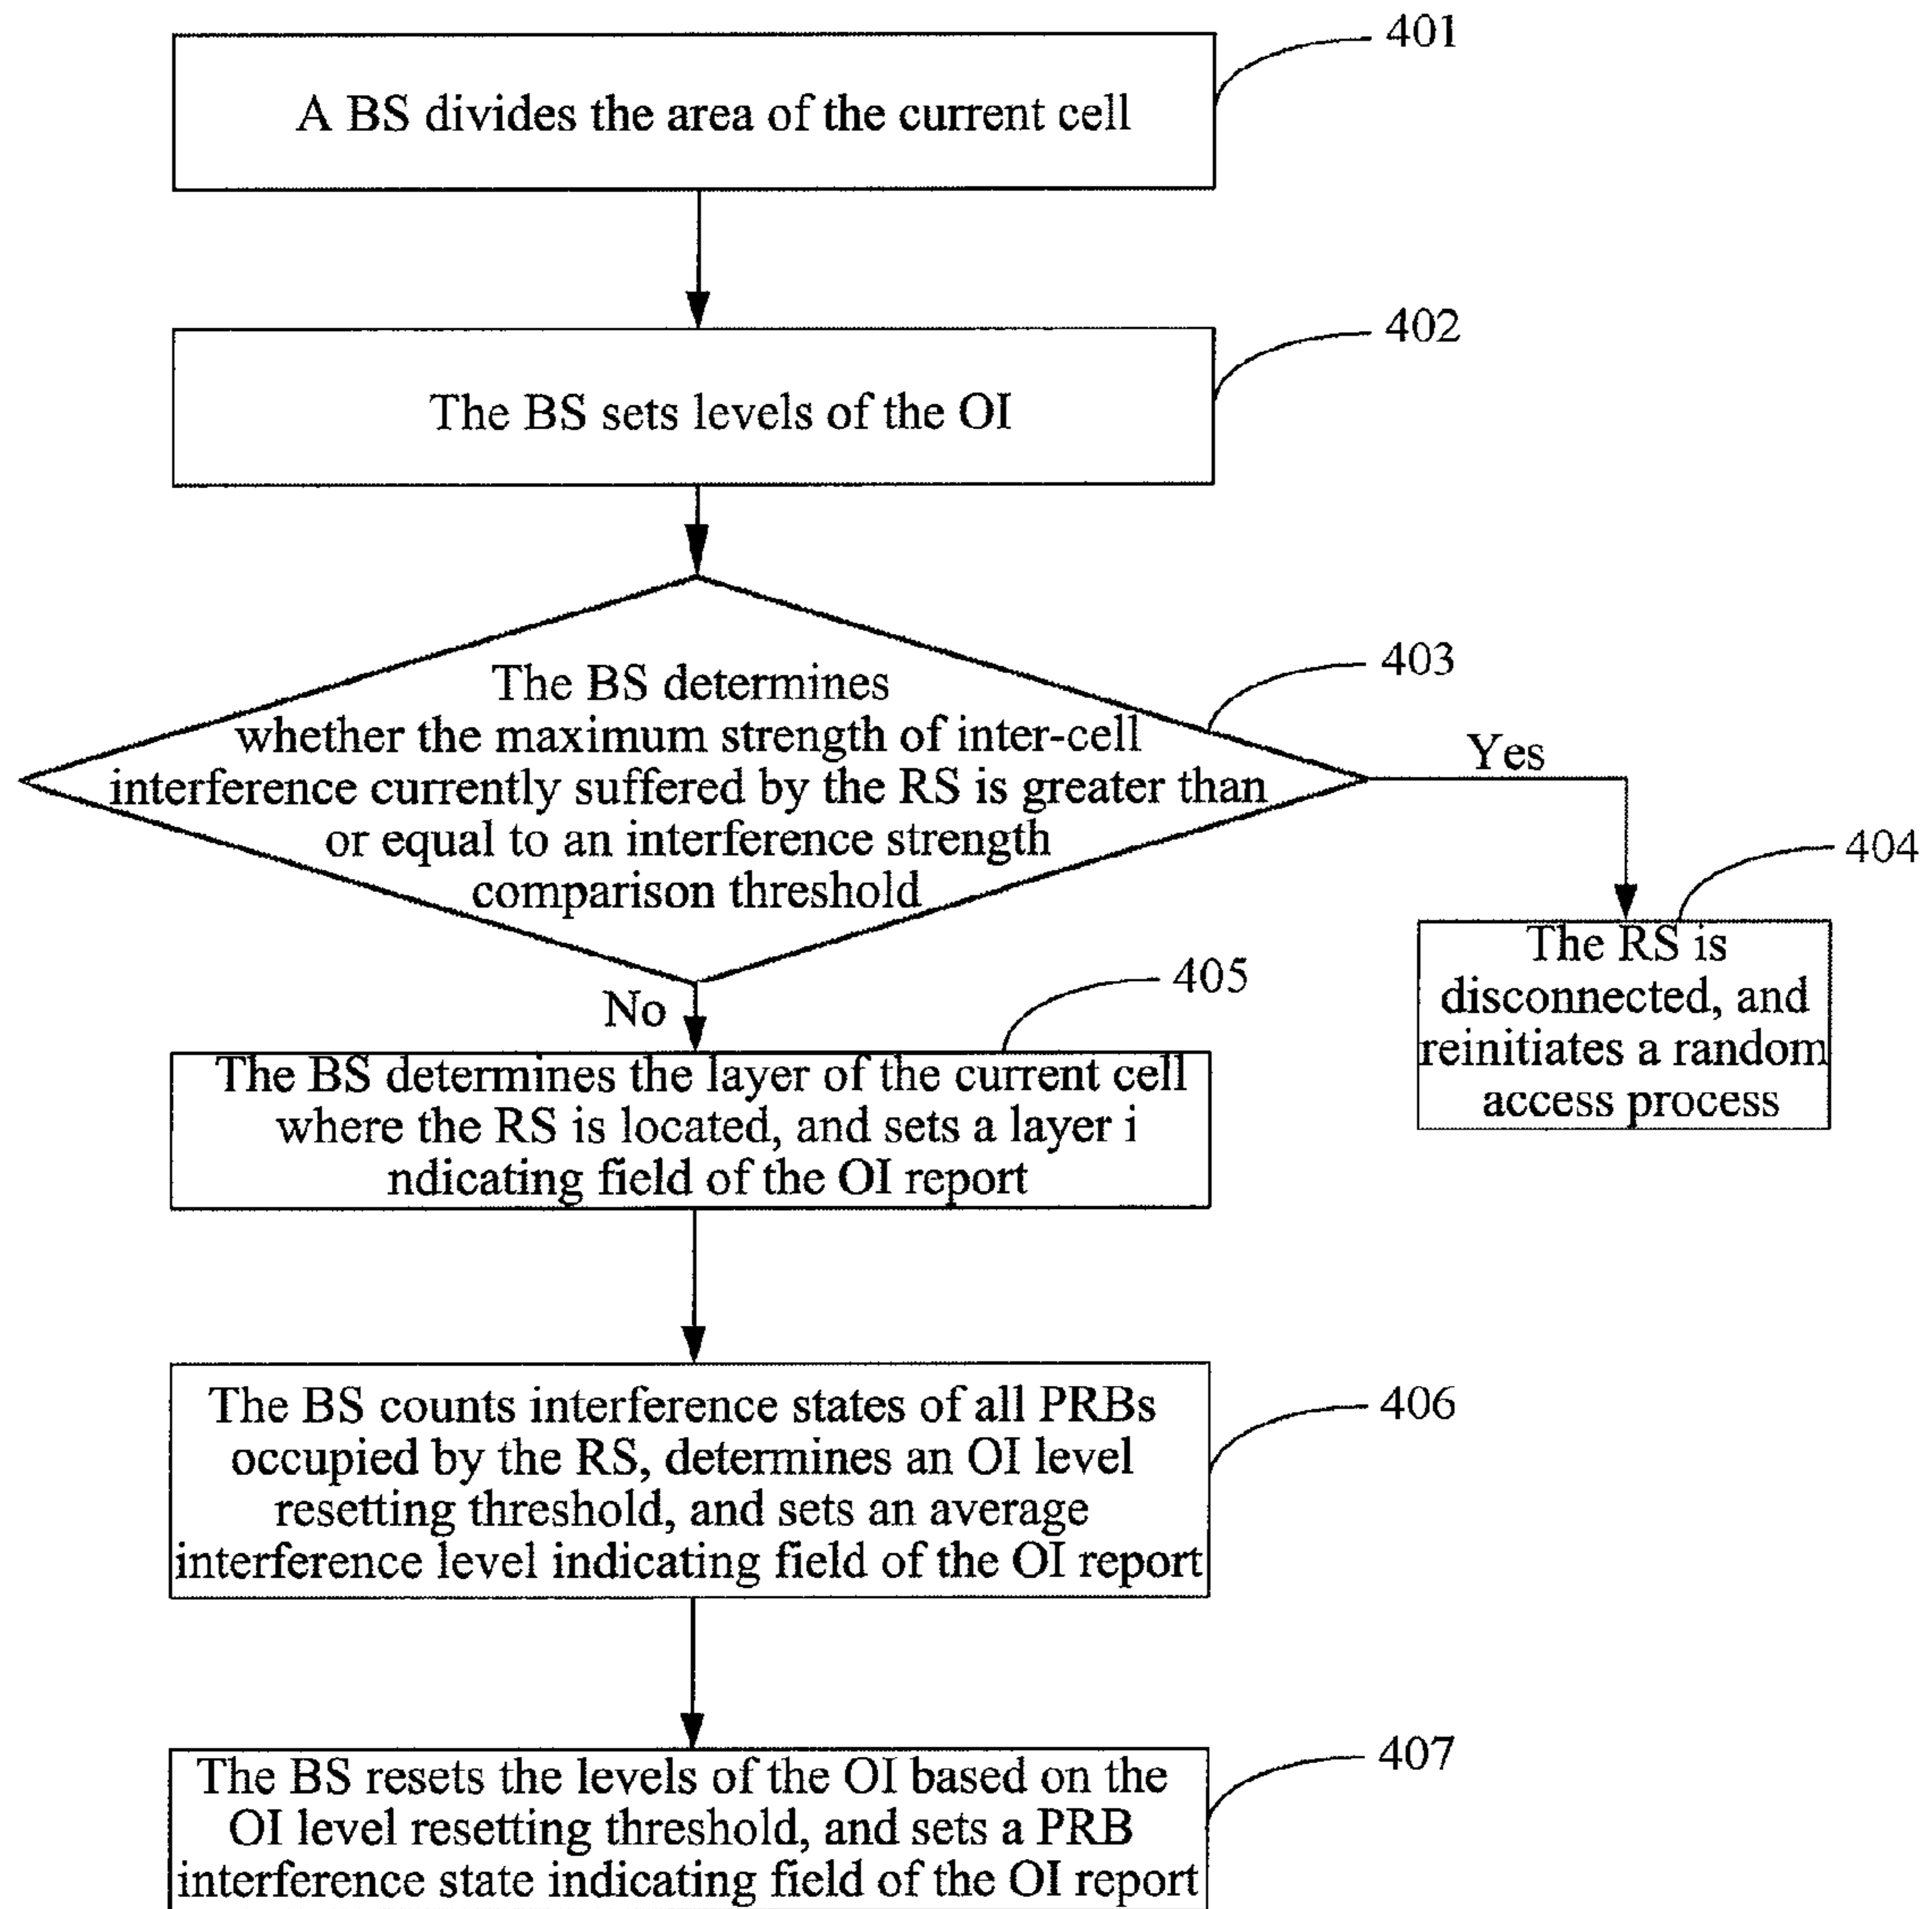 401
A BS divides the area of the current cell
402
The BS sets levels of the OI
403
The BS determines
whether the maximum strength of inter-cell
interference currently suffered by the RS is greater than
or equal to an interference strength
comparison threshold
Yes
404
The RS is
disconnected, and
reinitiates a random
access process
No
405
The BS determines the layer of the current cell
where the RS is located, and sets a layer i
ndicating field of the OI report
406
The BS counts interference states of all PRBs
occupied by the RS, determines an OI level
resetting threshold, and sets an average
interference level indicating field of the OI report
407
The BS resets the levels of the OI based on the
OI level resetting threshold, and sets a PRB
interference state indicating field of the OI report